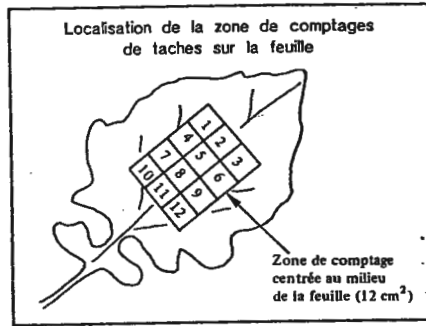 Localisation de la zone de comptages
de taches sur la feuille
1
4 2
7 5 3
10 8 6
11 9
12
Zone de comptage
centrée au milieu
de la feuille (12 cm²)